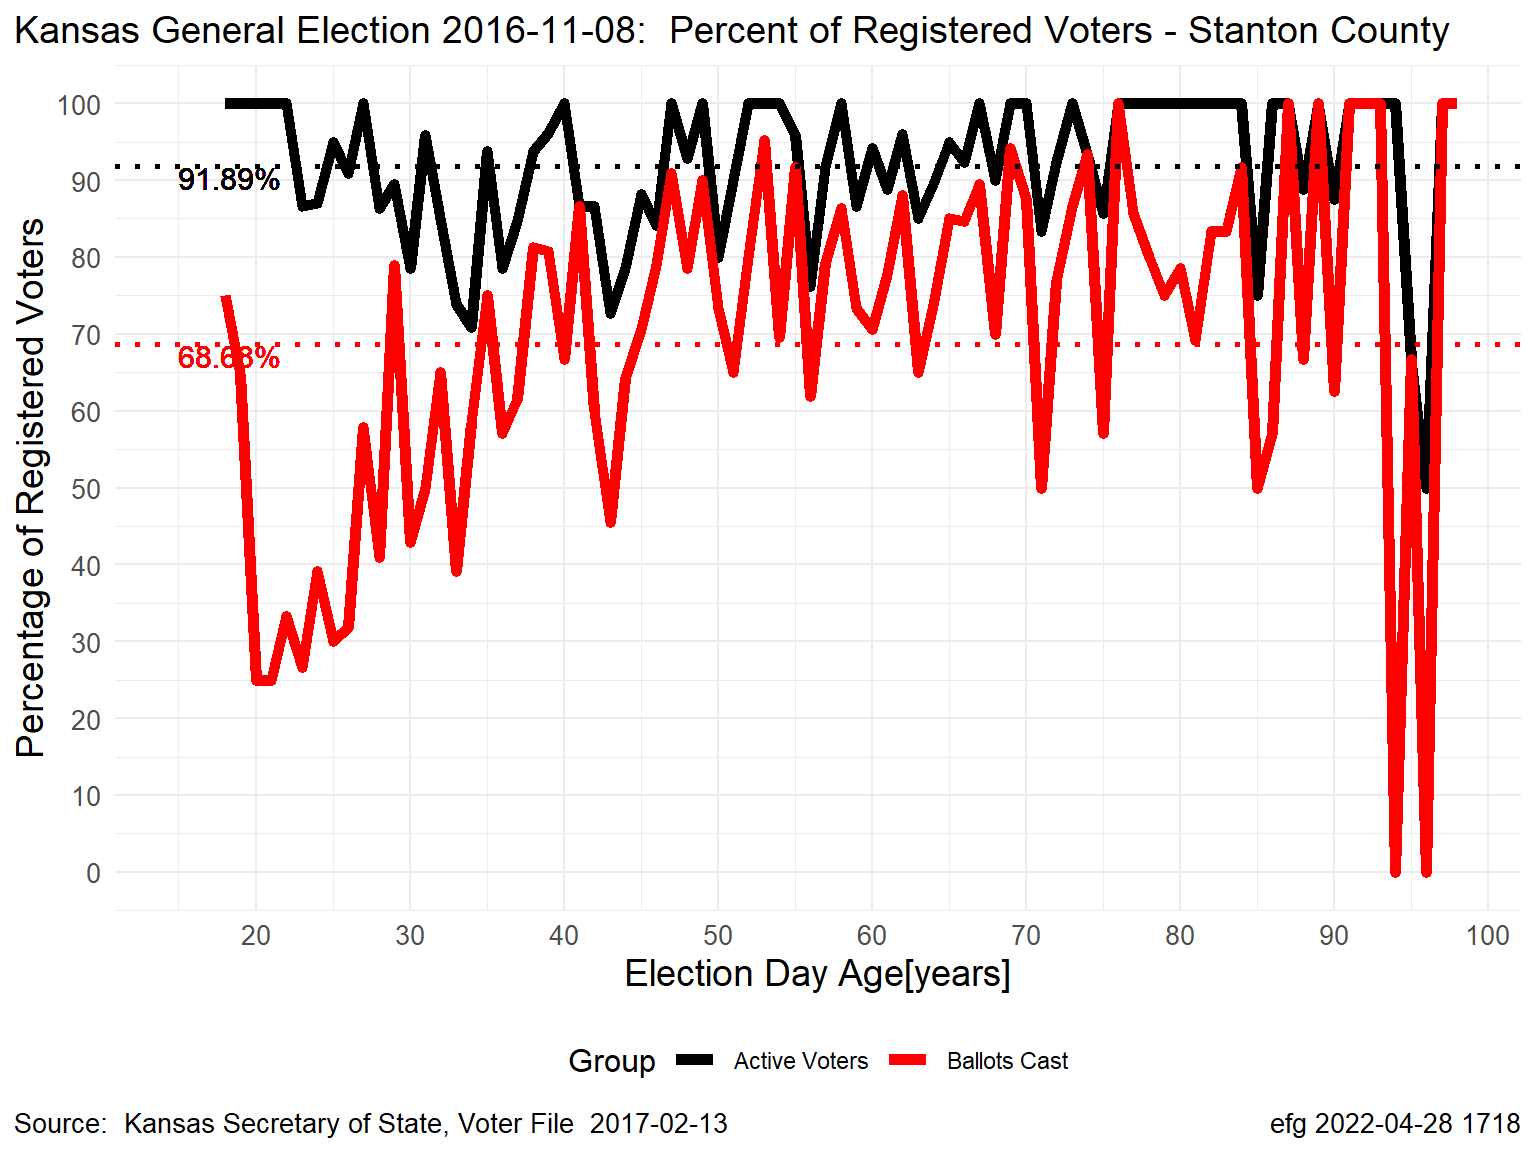 Kansas General Election 2016-11-08:  Percent of Registered Voters - Stanton County
Percentage of Registered Voters
100
90
80
70
60
50
40
30
20
10
0
91.89%
68.68%
20 30 40 50 60 70 80 90 100
Election Day Age[years]
Group Active Voters Ballots Cast
Source:  Kansas Secretary of State, Voter File  2017-02-13
efg 2022-04-28 1718